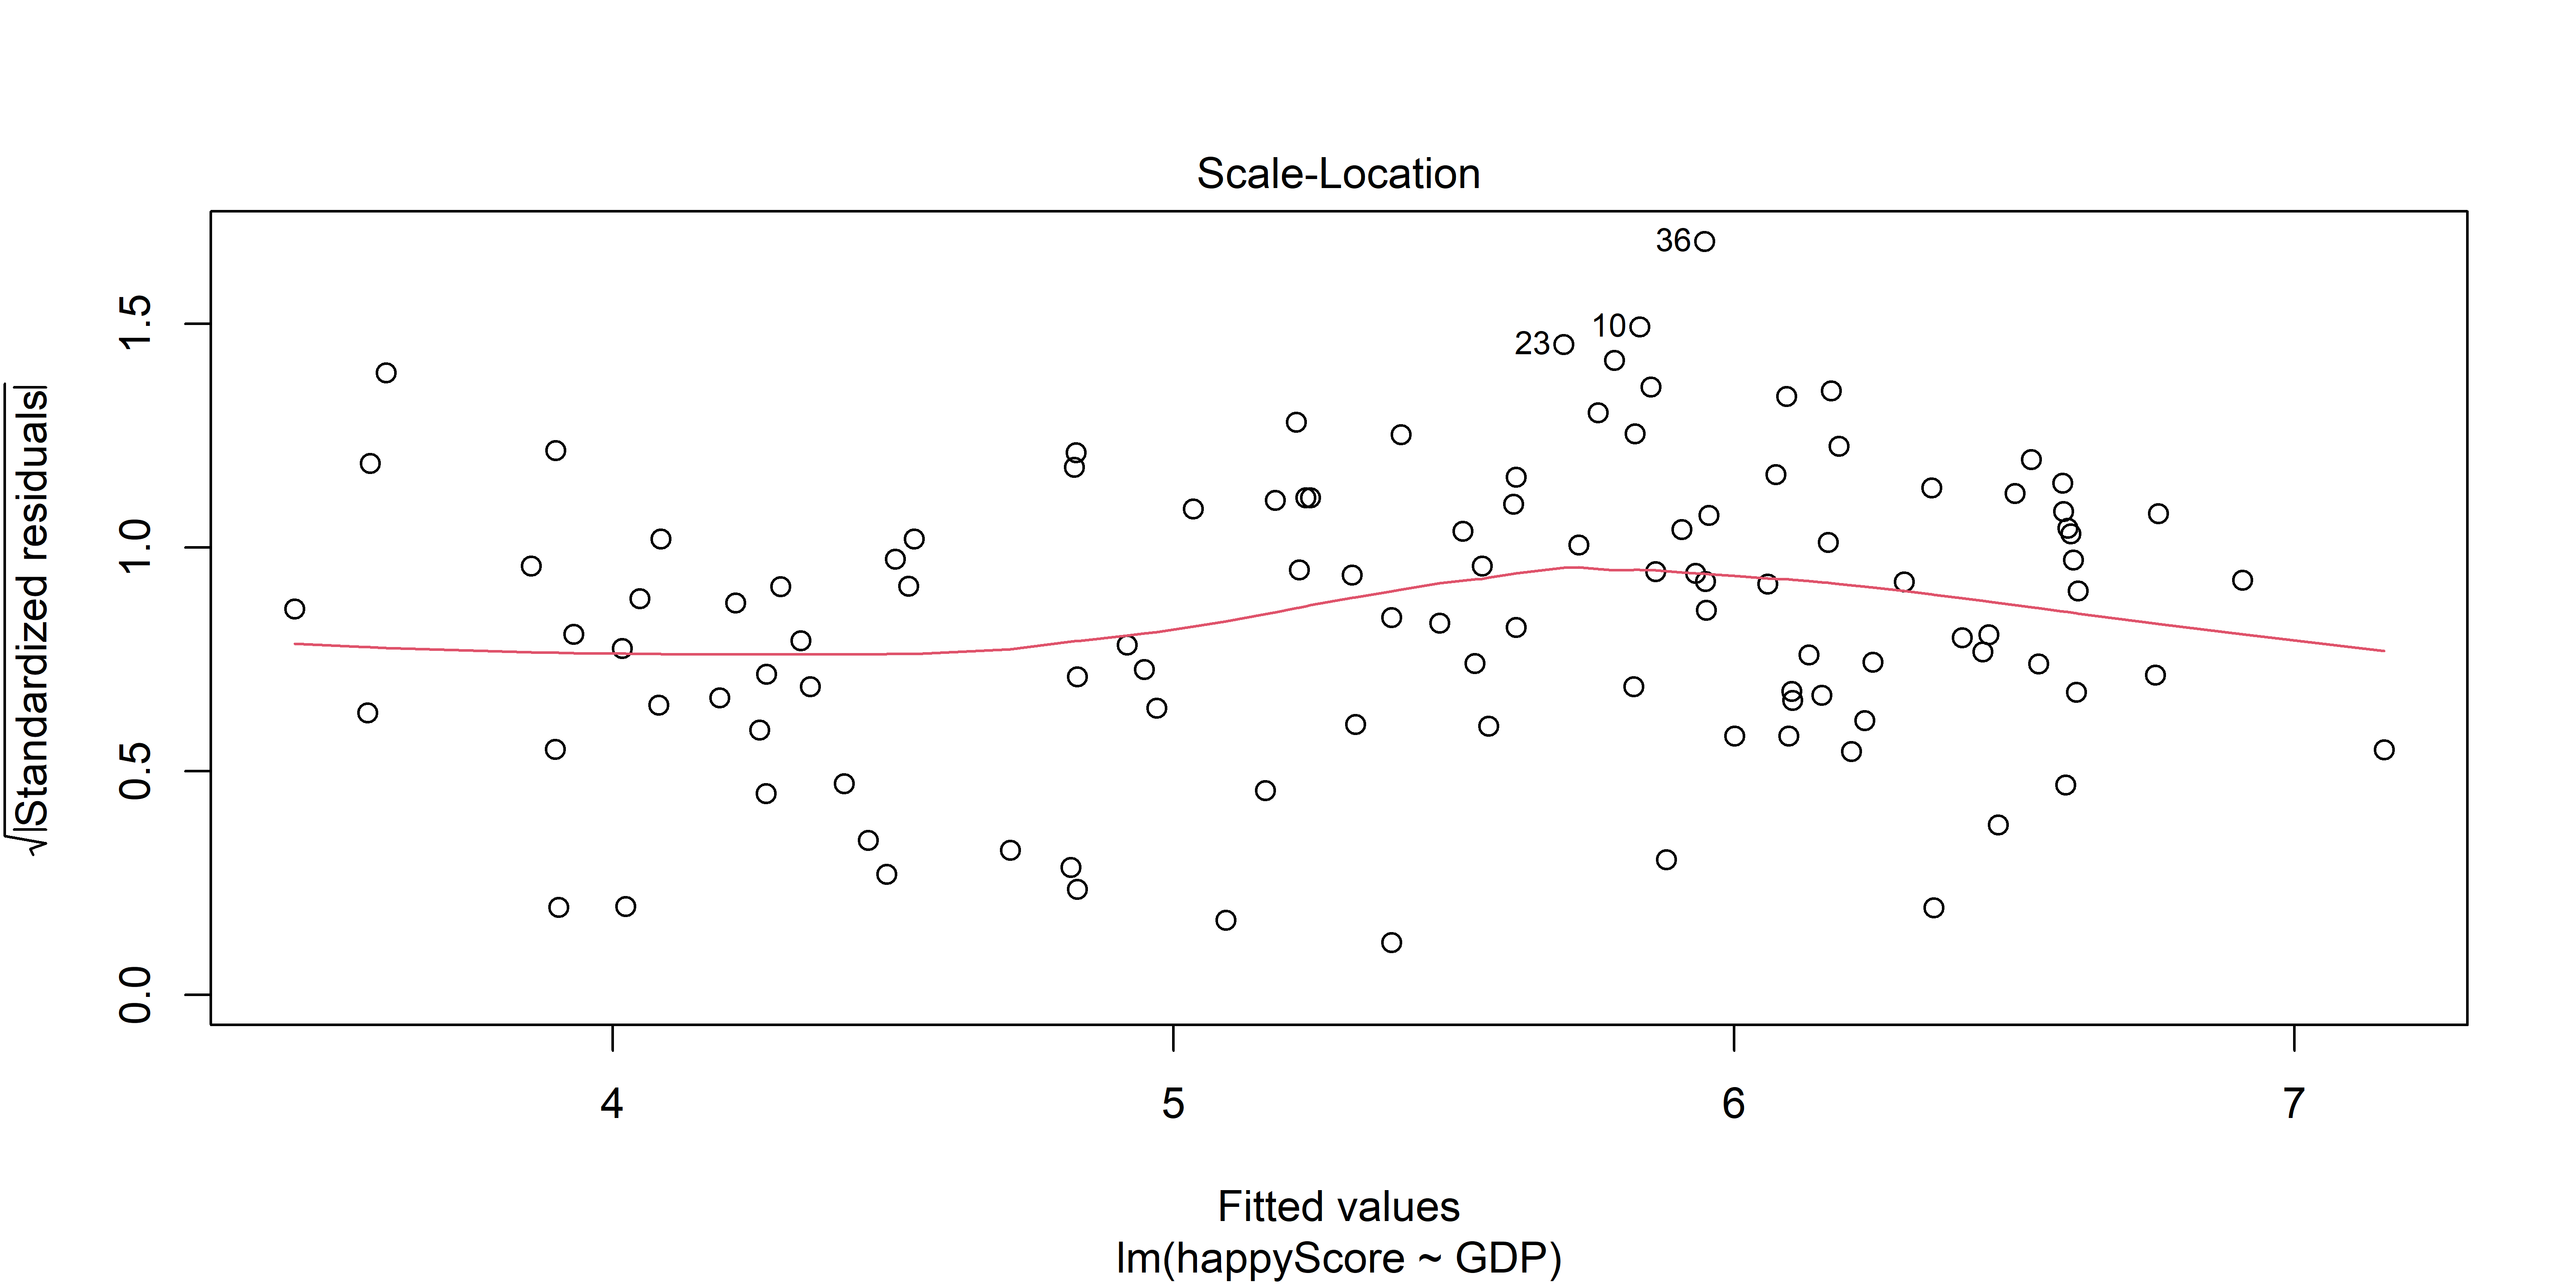 Scale-Location
√|Standardized residuals|
1.5
1.0
0.5
0.0
36
10
23
4 5 6 7
Fitted values
lm(happyScore ~ GDP)